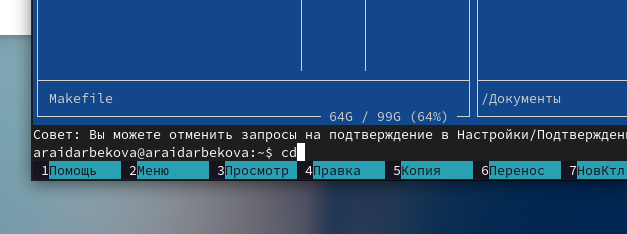 Makefile
/Документы
64G / 99G (64%)
Совет: Вы можете отменить запросы на подтверждение в Настройки/Подтвержден
araidarbekova@araidarbekova:~$ cd
1Помощь 2Меню 3Просмотр 4Правка 5Копия 6Перенос 7НовКтл